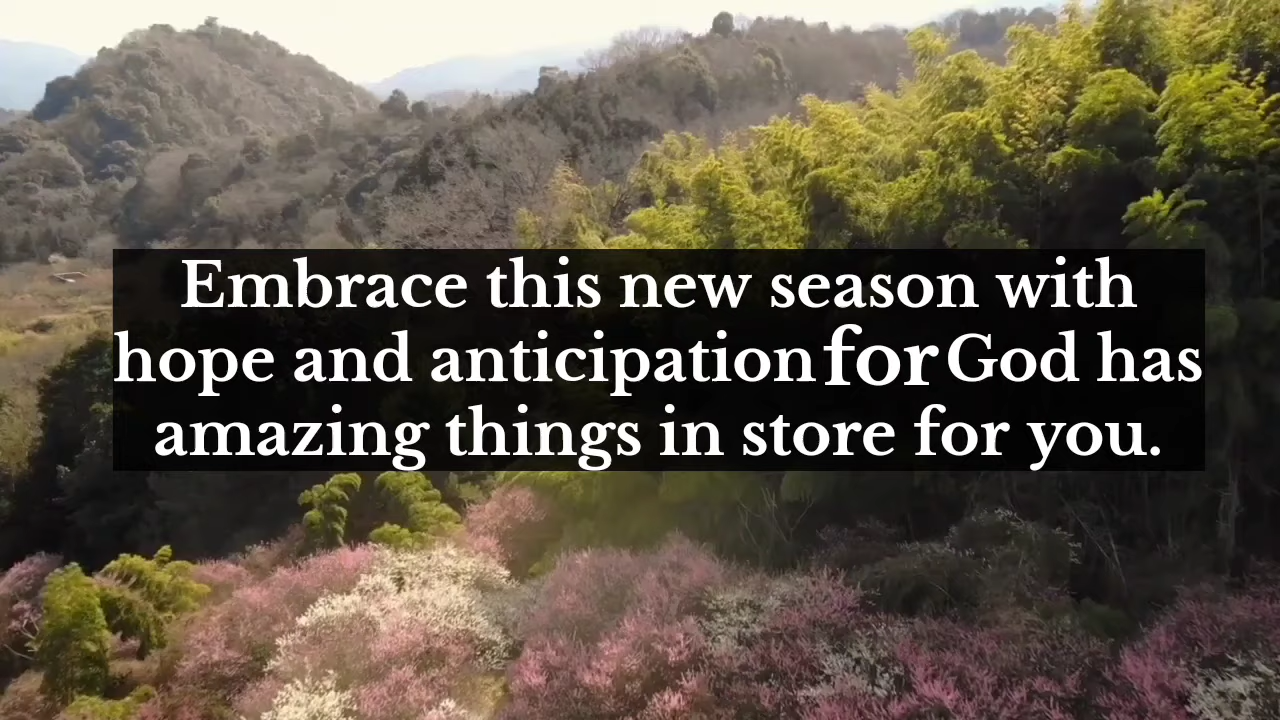 Embrace this new season with
hope and anticipation for God has
amazing things in store for you.